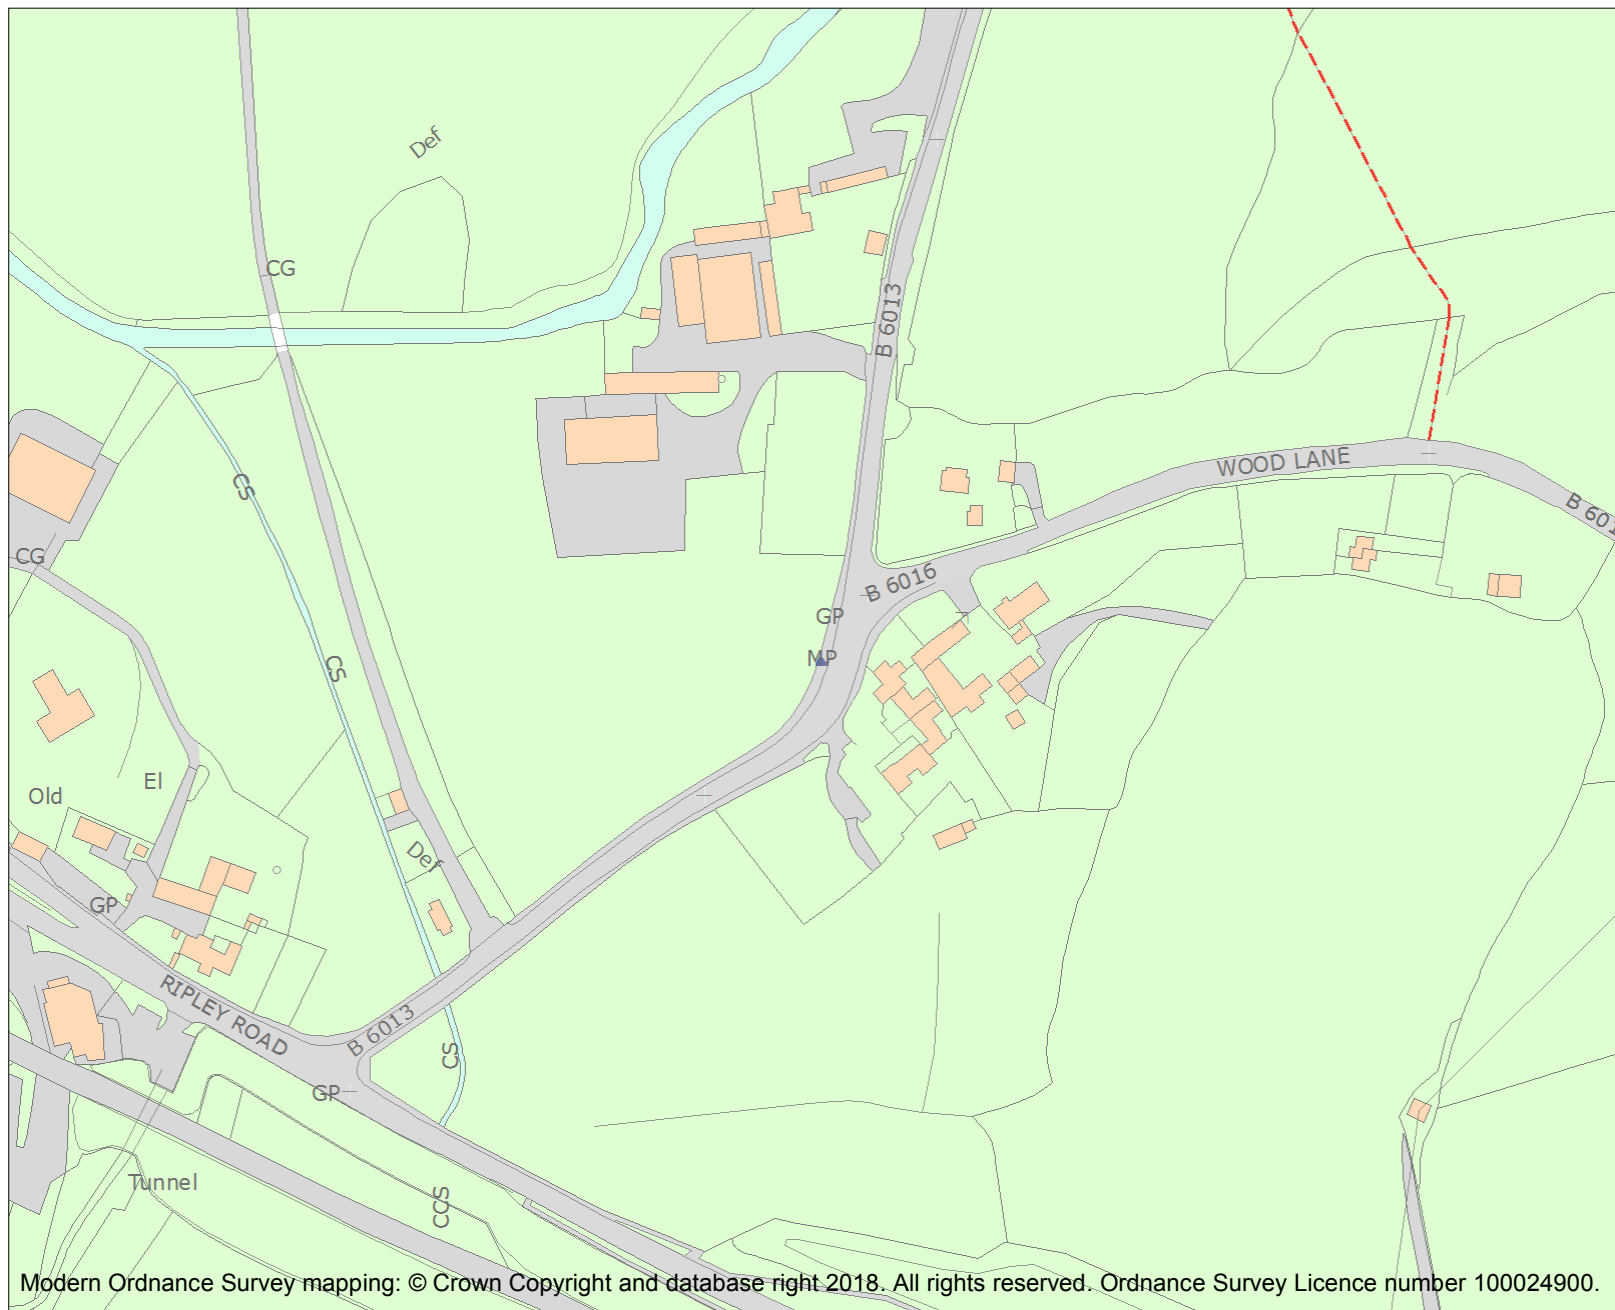 Def
CG
B 6013
WOOD LANE
CS
B 601
CG
B 6016
GP
MP
CS
El
Old
Def
GP
RIPLEY ROAD
B 6013
CS
GP
Tunnel
CCS
Modern Ordnance Survey mapping: © Crown Copyright and database right 2018. All rights reserved. Ordnance Survey Licence number 100024900.